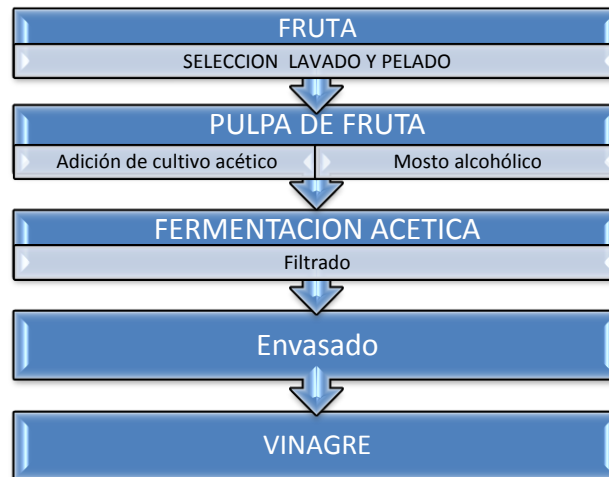 FRUTA
SELECCION LAVADO Y PELADO
PULPA DE FRUTA
Adición de cultivo acético
Mosto alcohólico
FERMENTACION ACETICA
Filtrado
Envasado
VINAGRE